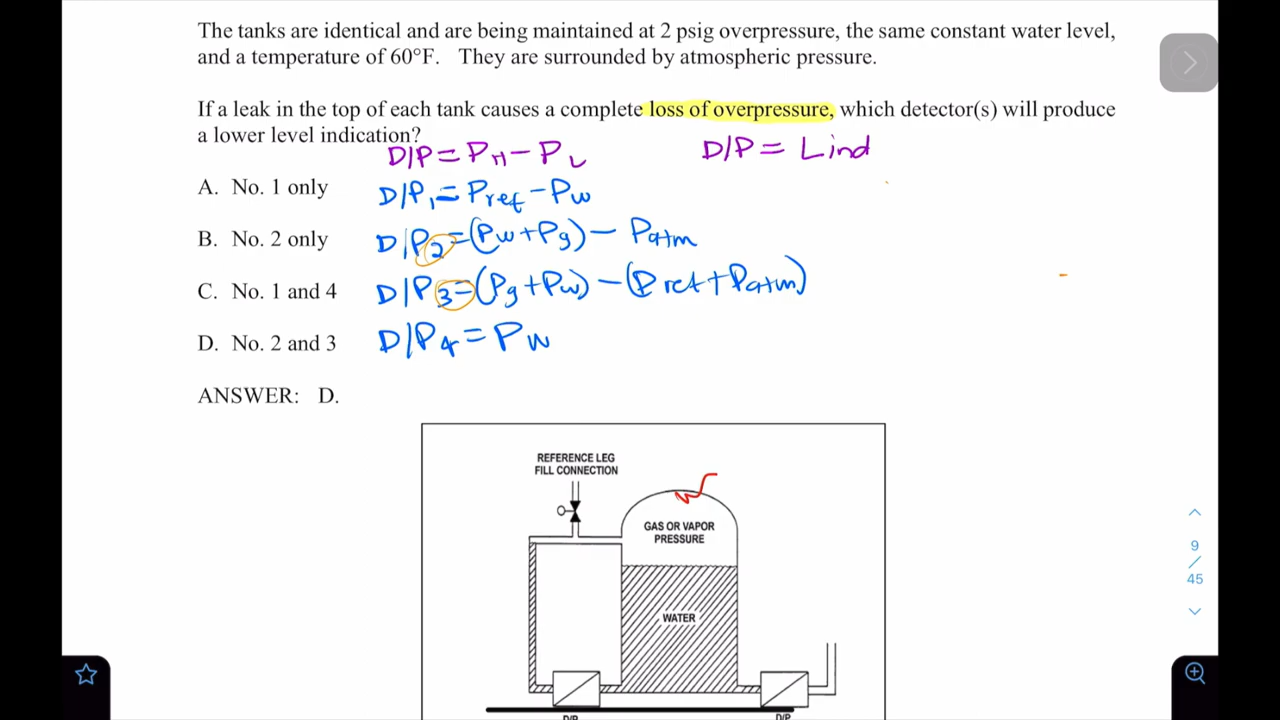 The tanks are identical and are being maintained at 2 psig overpressure, the same constant water level,
and a temperature of 60°F. They are surrounded by atmospheric pressure.
If a leak in the top of each tank causes a complete loss of overpressure, which detector(s) will produce
a lower level indication?
D/P = PH - PL
D/P = Lind
A. No. 1 only
D/P1 = Pref - Pw
B. No. 2 only
D/P2 = (Pw + Pg) - Patm
C. No. 1 and 4
D/P3 = (Pg + Pw) - (Pref + Patm)
D. No. 2 and 3
D/P4 = Pw
ANSWER: D.
REFERENCE LEG
FILL CONNECTION
GAS OR VAPOR
PRESSURE
WATER
D/P
D/P
9
/
45